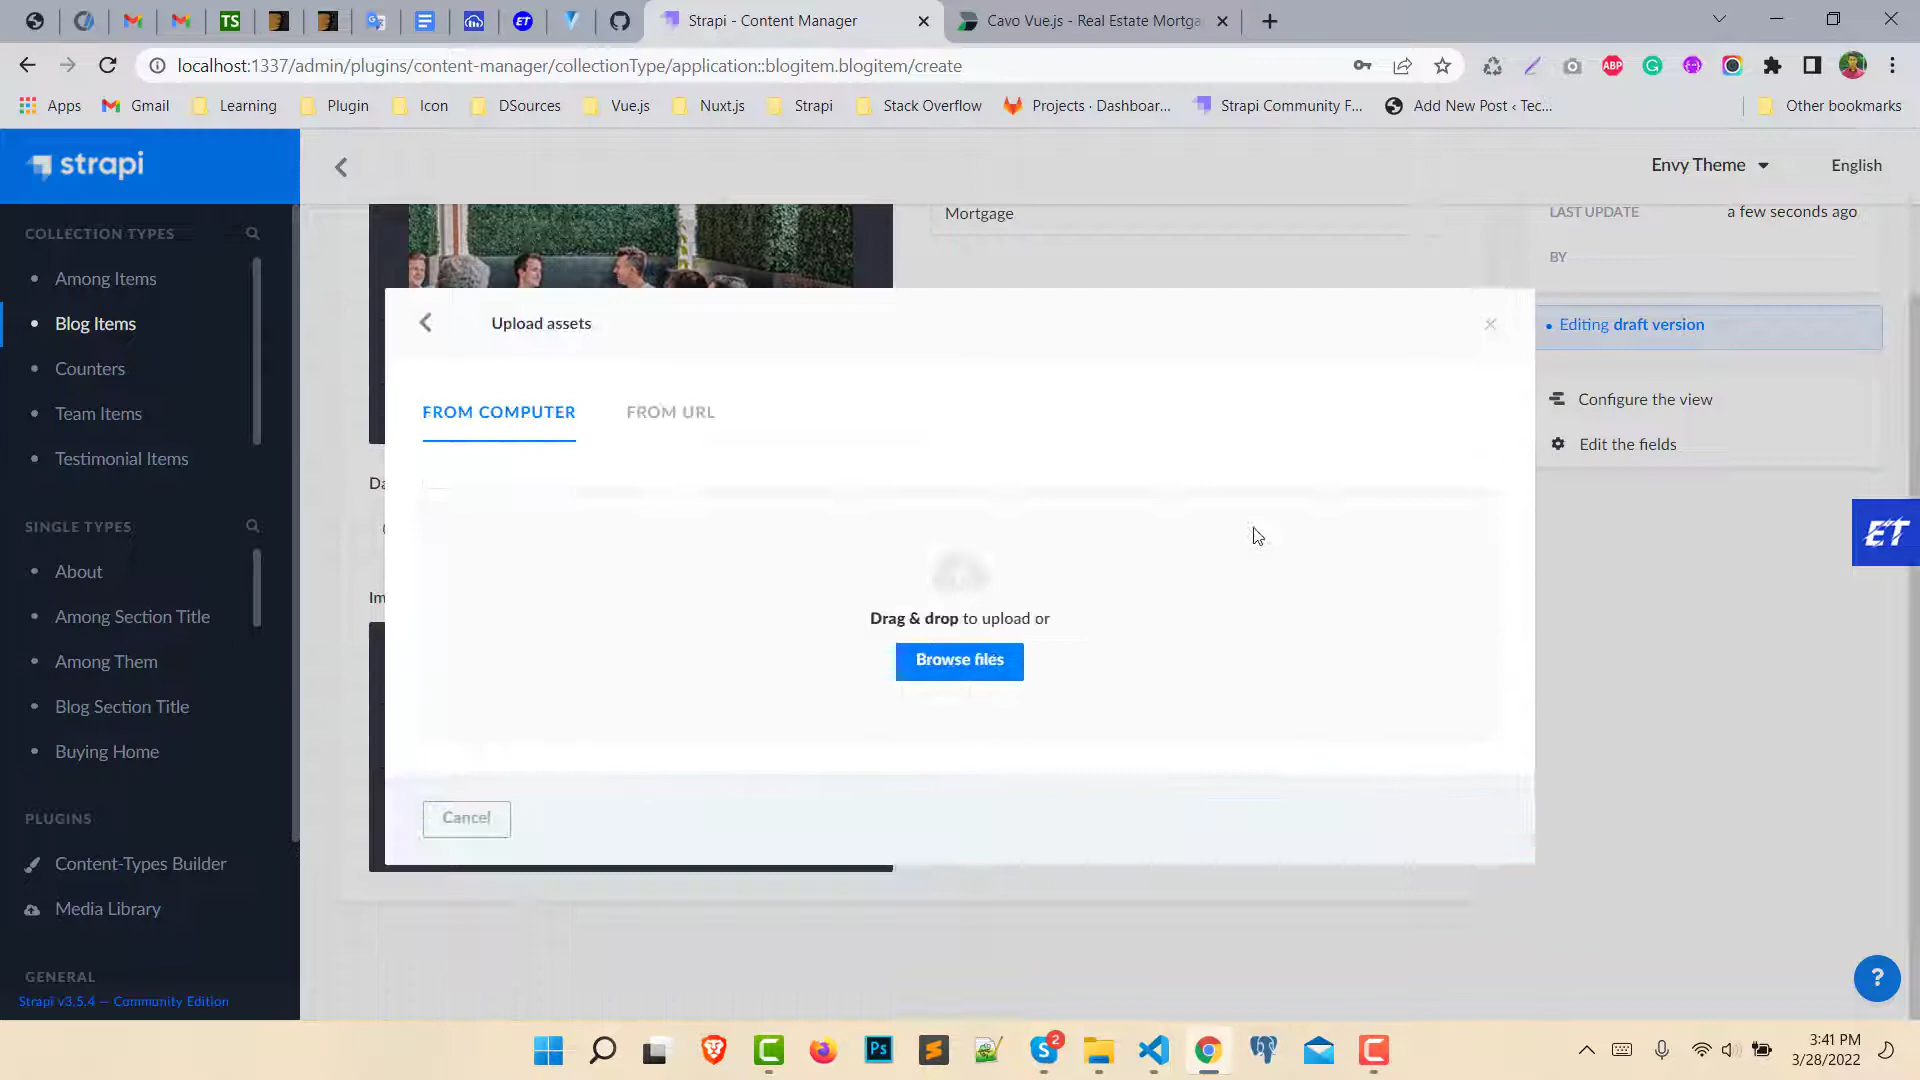 TS
ET
Strapi - Content Manager
Cavo Vue.js - Real Estate Mortga
localhost:1337/admin/plugins/content-manager/collectionType/application::blogitem.blogitem/create
ABP
Apps
Gmail
Learning
Plugin
Icon
DSources
Vue.js
Nuxt.js
Strapi
Stack Overflow
Projects · Dashboar...
Strapi Community F...
Add New Post ‹ Tec...
Other bookmarks
strapi
Envy Theme
English
COLLECTION TYPES
Among Items
Blog Items
Counters
Team Items
Testimonial Items
SINGLE TYPES
About
Among Section Title
Among Them
Blog Section Title
Buying Home
PLUGINS
Content-Types Builder
Media Library
GENERAL
Strapi v3.5.4 — Community Edition
Mortgage
LAST UPDATE
a few seconds ago
BY
Editing draft version
Configure the view
Edit the fields
Upload assets
FROM COMPUTER
FROM URL
Da
Im
Drag & drop to upload or
Browse files
Cancel
ET
?
Ps
2
3:41 PM
3/28/2022